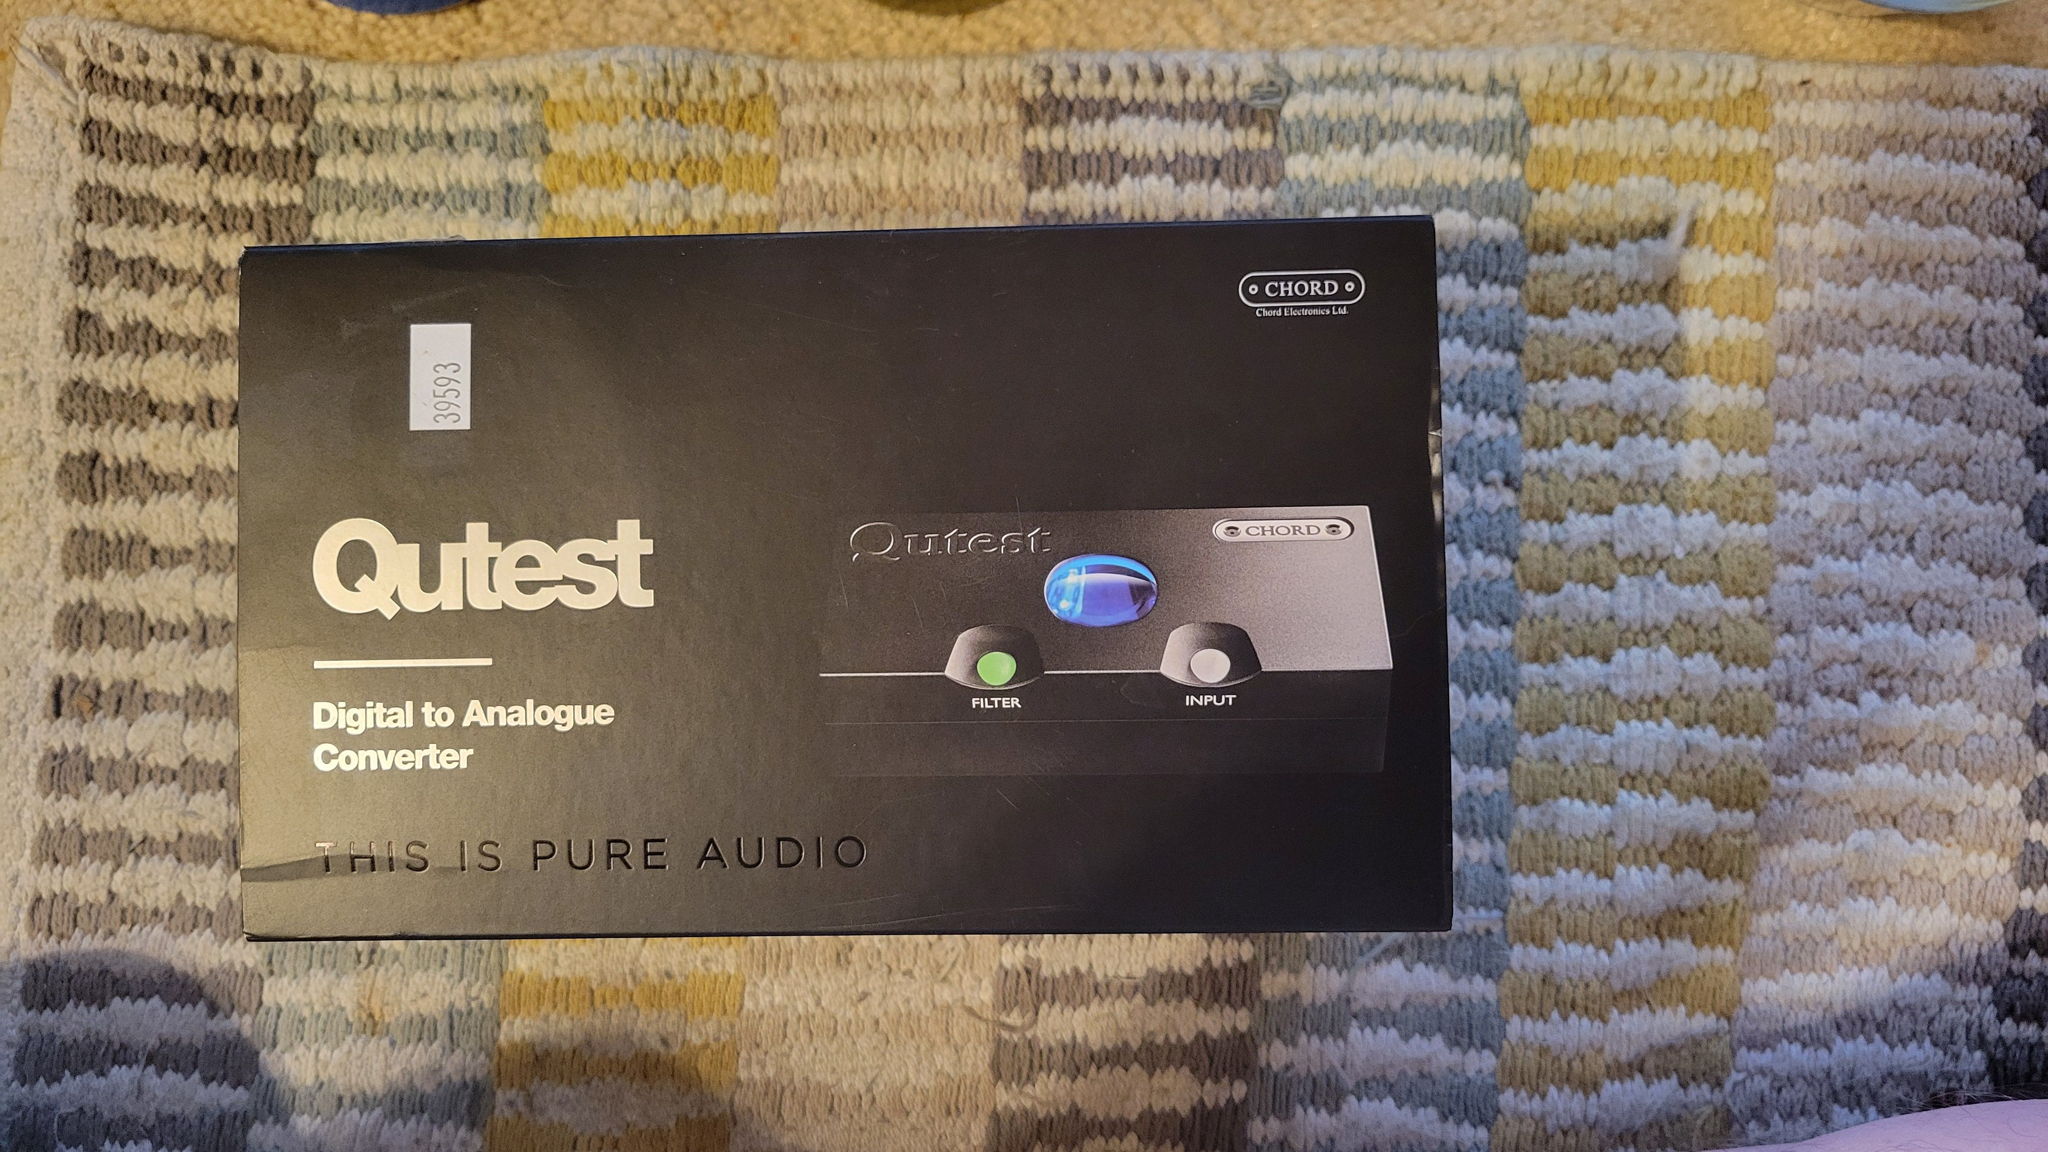 CHORD
Chord Electronics Ltd.
39593
Qutest
Digital to Analogue
Converter
THIS IS PURE AUDIO
Qutest
CHORD
FILTER
INPUT